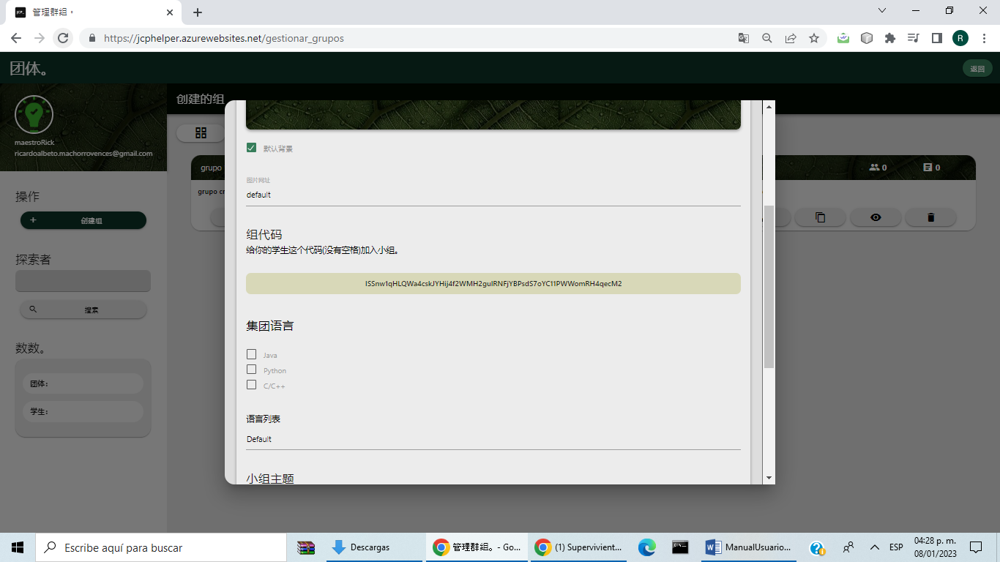 管理群组。
https://jcphelper.azurewebsites.net/gestionar_grupos
R
团体。
返回
maestroRick
ricardoalbeto.machorrovences@gmail.com
操作
创建组
探索者
搜索
数数。
团体：
学生：
创建的组
grupo
0
0
grupo cr
默认背景
图片网址
default
组代码
给你的学生这个代码(没有空格)加入小组。
集团语言
Java
Python
C/C++
语言列表
Default
小组主题
Escribe aquí para buscar
Descargas
管理群组。- Go...
(1) Supervivient...
ManualUsuario...
ESP
04:28 p. m.
08/01/2023